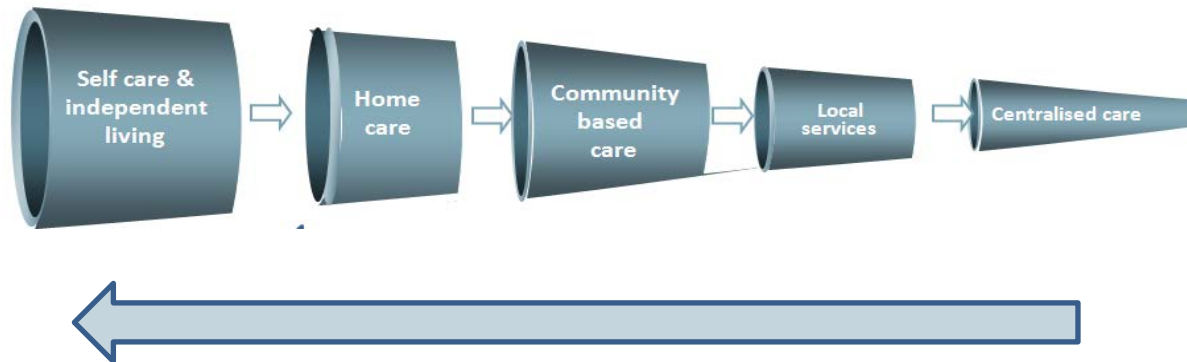 Self care &
independent
living
Home
care
Community
based
care
Local
services
Centralised care